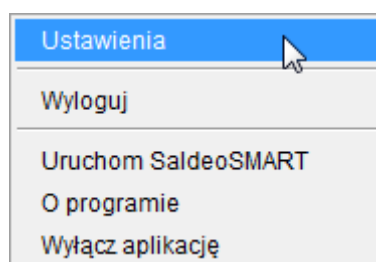 Ustawienia
Wyloguj
Uruchom SaldeoSMART
O programie
Wyłącz aplikację